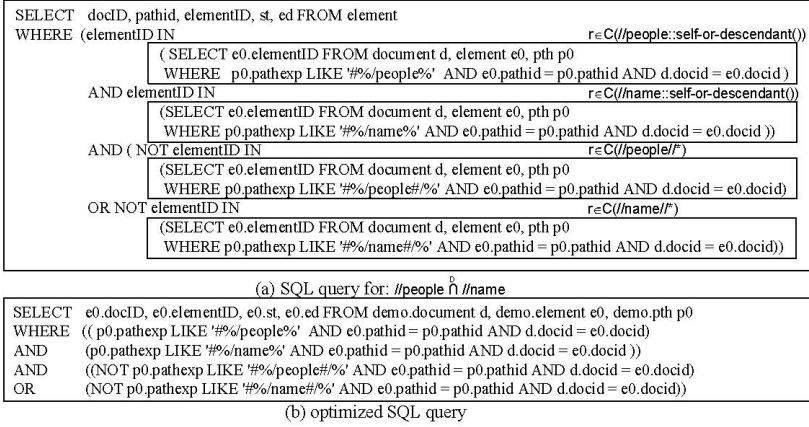 SELECT docID, pathid, elementID, st, ed FROM element
WHERE (elementID IN r∈C(//people::self-or-descendant())
( SELECT e0.elementID FROM document d, element e0, pth p0
WHERE p0.pathexp LIKE '#%/people%' AND e0.pathid = p0.pathid AND d.docid = e0.docid )
AND elementID IN r∈C(//name::self-or-descendant())
(SELECT e0.elementID FROM document d, element e0, pth p0
WHERE p0.pathexp LIKE '#%/name%' AND e0.pathid = p0.pathid AND d.docid = e0.docid ))
AND ( NOT elementID IN r∈C(//people//*)
(SELECT e0.elementID FROM document d, element e0, pth p0
WHERE p0.pathexp LIKE '#%/people#/%' AND e0.pathid = p0.pathid AND d.docid = e0.docid)
OR NOT elementID IN r∈C(//name//*)
(SELECT e0.elementID FROM document d, element e0, pth p0
WHERE p0.pathexp LIKE '#%/name#/%' AND e0.pathid = p0.pathid AND d.docid = e0.docid))
(a) SQL query for: //people ∩ᴰ //name
SELECT e0.docID, e0.elementID, e0.st, e0.ed FROM demo.document d, demo.element e0, demo.pth p0
WHERE (( p0.pathexp LIKE '#%/people%' AND e0.pathid = p0.pathid AND d.docid = e0.docid)
AND (p0.pathexp LIKE '#%/name%' AND e0.pathid = p0.pathid AND d.docid = e0.docid ))
AND ((NOT p0.pathexp LIKE '#%/people#/%' AND e0.pathid = p0.pathid AND d.docid = e0.docid)
OR (NOT p0.pathexp LIKE '#%/name#/%' AND e0.pathid = p0.pathid AND d.docid = e0.docid))
(b) optimized SQL query